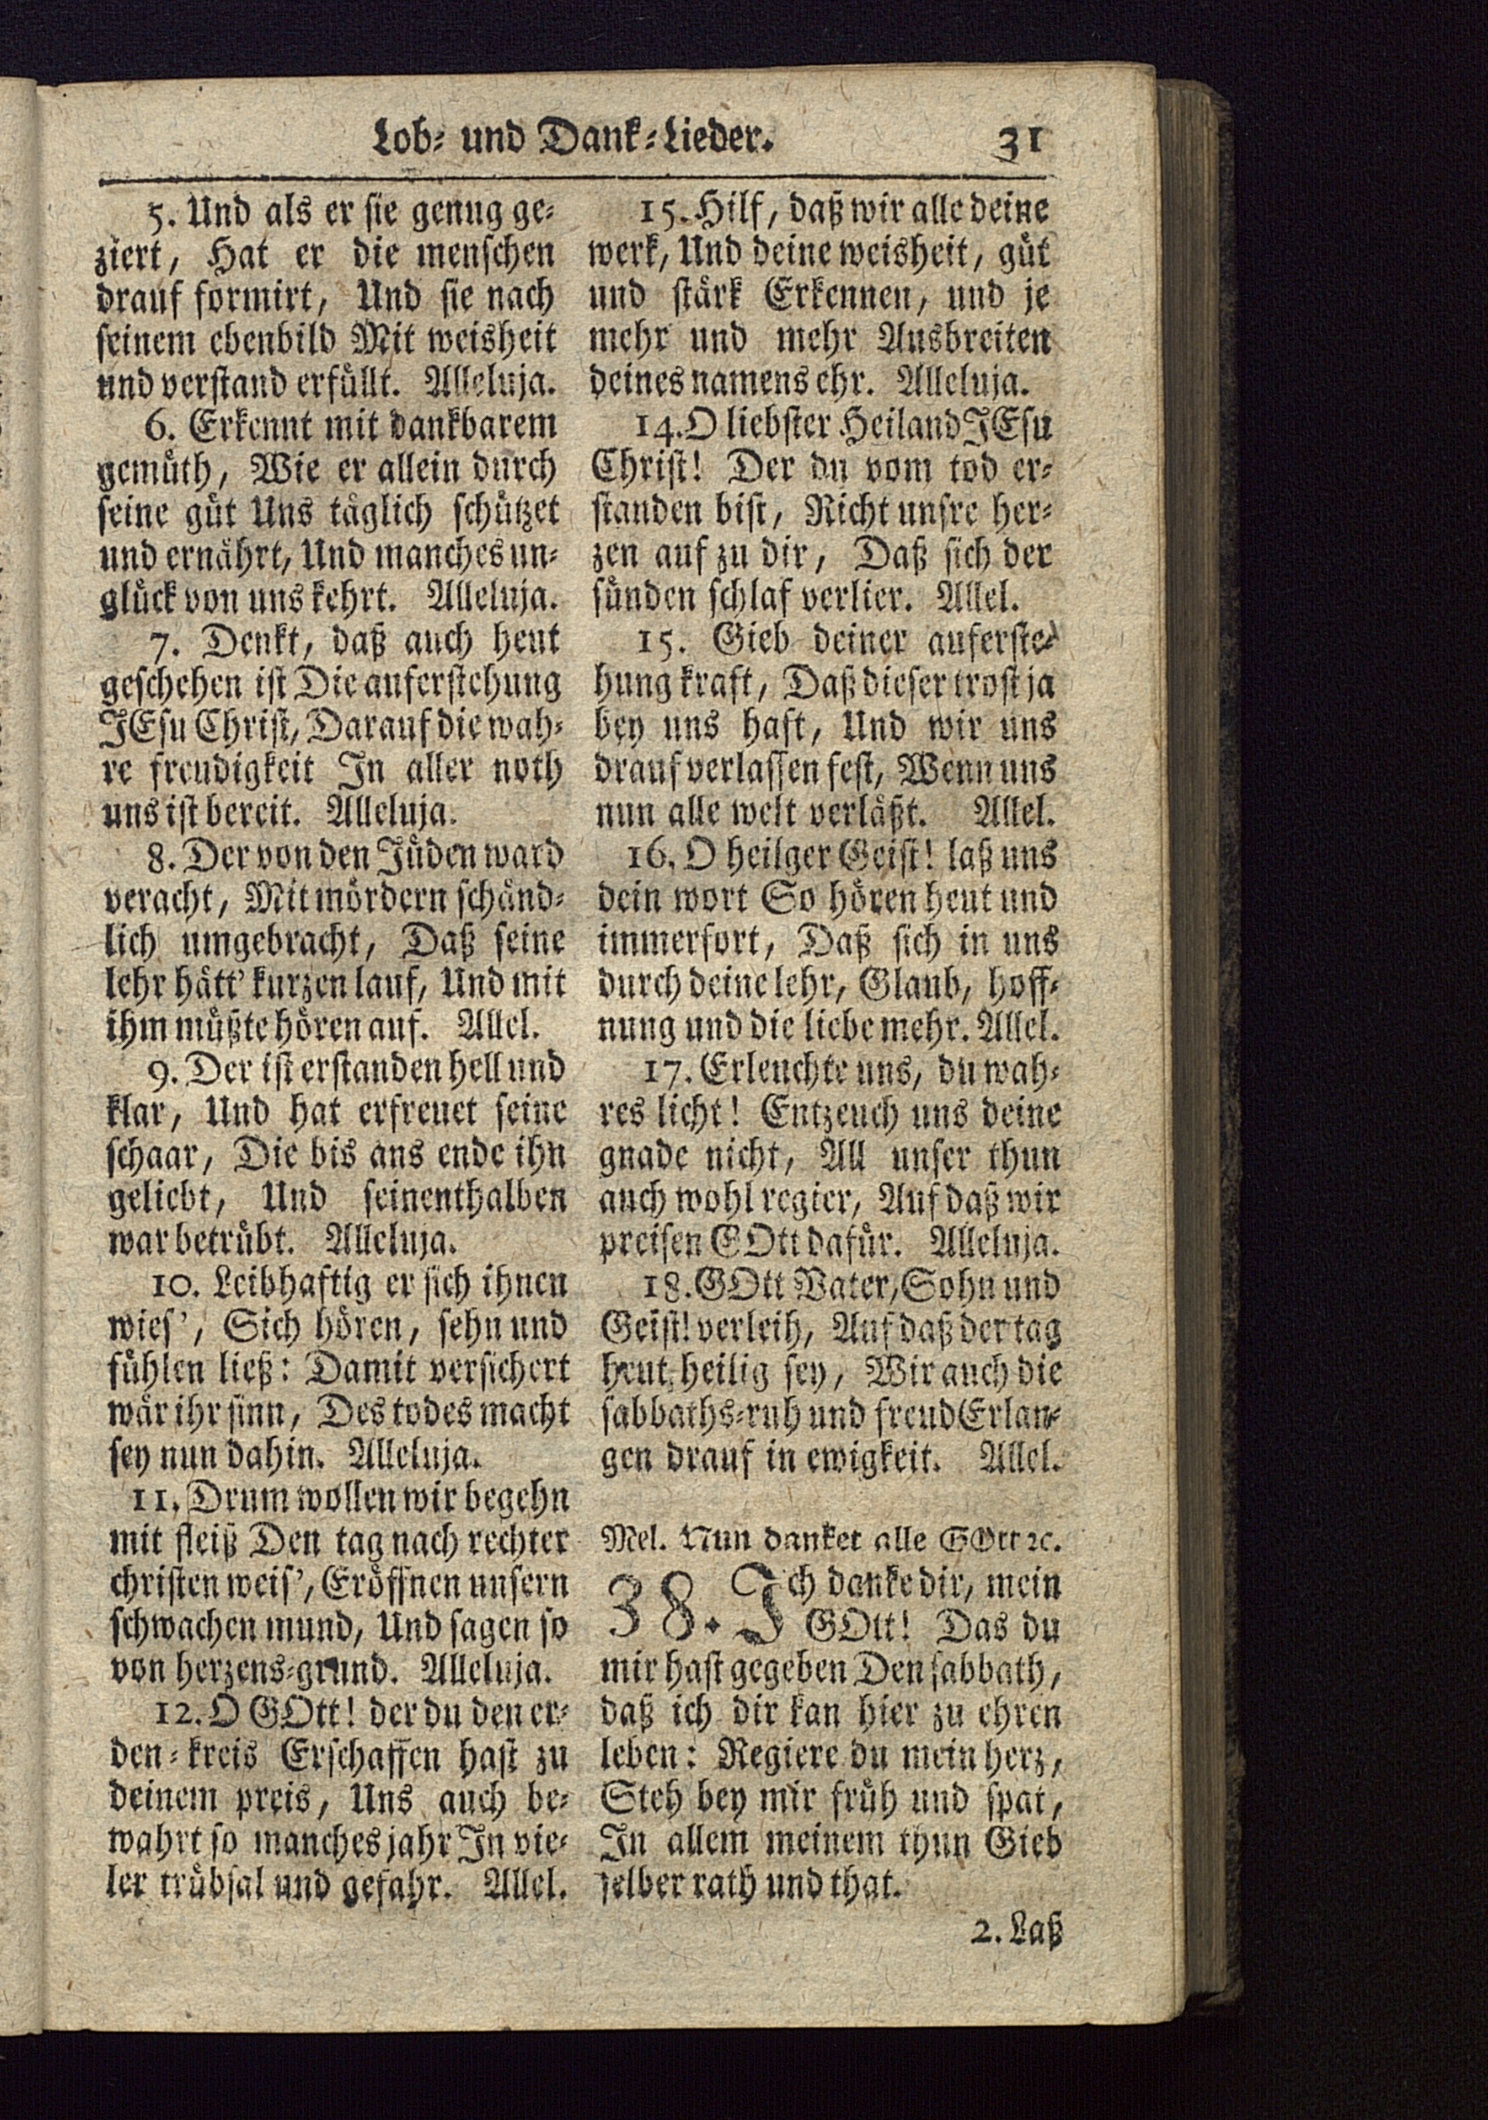 Lob- und Dank-Lieder. 31
5. Und als er sie genug ge-
ziert, Hat er die menschen
drauf formirt, Und sie nach
seinem ebenbild Mit weisheit
und verstand erfüllt. Alleluja.
6. Erkennt mit dankbarem
gemüth, Wie er allein durch
seine güt Uns täglich schützet
und ernährt, Und manches un-
glück von uns kehrt. Alleluja.
7. Denkt, daß auch heut
geschehen ist Die auferstehung
JEsu Christ, Darauf die wah-
re freudigkeit In aller noth
uns ist bereit. Alleluja.
8. Der von den Jüden ward
veracht, Mit mördern schänd-
lich umgebracht, Daß seine
lehr hätt' kurzen lauf, Und mit
ihm müßte hören auf. Allel.
9. Der ist erstanden hell und
klar, Und hat erfreuet seine
schaar, Die bis ans ende ihn
geliebt, Und seinenthalben
war betrübt. Alleluja.
10. Leibhaftig er sich ihnen
wies', Sich hören, sehn und
fühlen ließ: Damit versichert
wär ihr sinn, Des todes macht
sey nun dahin. Alleluja.
11. Drum wollen wir begehn
mit fleiß Den tag nach rechter
christen weis', Eröffnen unsern
schwachen mund, Und sagen so
von herzens-grund. Alleluja.
12. O GOtt! der du den er-
den-kreis Erschaffen hast zu
deinem preis, Uns auch be-
wahrt so manches jahr In vie-
ler trübsal und gefahr. Allel.
15. Hilf, daß wir alle deine
werk, Und deine weisheit, güt
und stärk Erkennen, und je
mehr und mehr Ausbreiten
deines namens ehr. Alleluja.
14. O liebster Heiland JEsu
Christ! Der du vom tod er-
standen bist, Richt unsre her-
zen auf zu dir, Daß sich der
sünden schlaf verlier. Allel.
15. Gieb deiner auferste-
hung kraft, Daß dieser trost ja
bey uns haft, Und wir uns
drauf verlassen fest, Wenn uns
nun alle welt verläßt. Allel.
16. O heilger Geist! laß uns
dein wort So hören heut und
immerfort, Daß sich in uns
durch deine lehr, Glaub, hoff-
nung und die liebe mehr. Allel.
17. Erleuchte uns, du wah-
res licht! Entzeuch uns deine
gnade nicht, All unser thun
auch wohl regier, Auf daß wir
preisen GOtt dafür. Alleluja.
18. GOtt Vater, Sohn und
Geist! verleih, Auf daß der tag
heut heilig sey, Wir auch die
sabbaths-ruh und freud Erlan-
gen drauf in ewigkeit. Allel.
Mel. Nun danket alle GOtt ꝛc.
38. Ich danke dir, mein
GOtt! Das du
mir hast gegeben Den sabbath,
daß ich dir kan hier zu ehren
leben: Regiere du mein herz,
Steh bey mir früh und spat,
In allem meinem thun Gieb
selber rath und that.
2. Laß